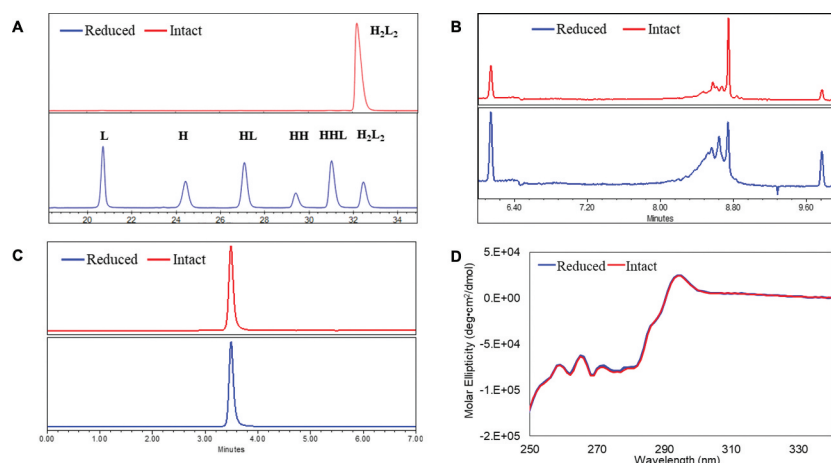 A
Reduced Intact
H₂L₂
L H HL HH HHL H₂L₂
20 22 24 26 28 30 32 34
B
Reduced Intact
6.40 7.20 8.00 8.80 9.60
Minutes
C
Reduced Intact
0.00 1.00 2.00 3.00 4.00 5.00 6.00 7.00
Minutes
D
Reduced Intact
Molar Ellipticity (deg•cm²/dmol)
5.E+04
0.E+00
-5.E+04
-1.E+05
-2.E+05
250 270 290 310 330
Wavelength (nm)